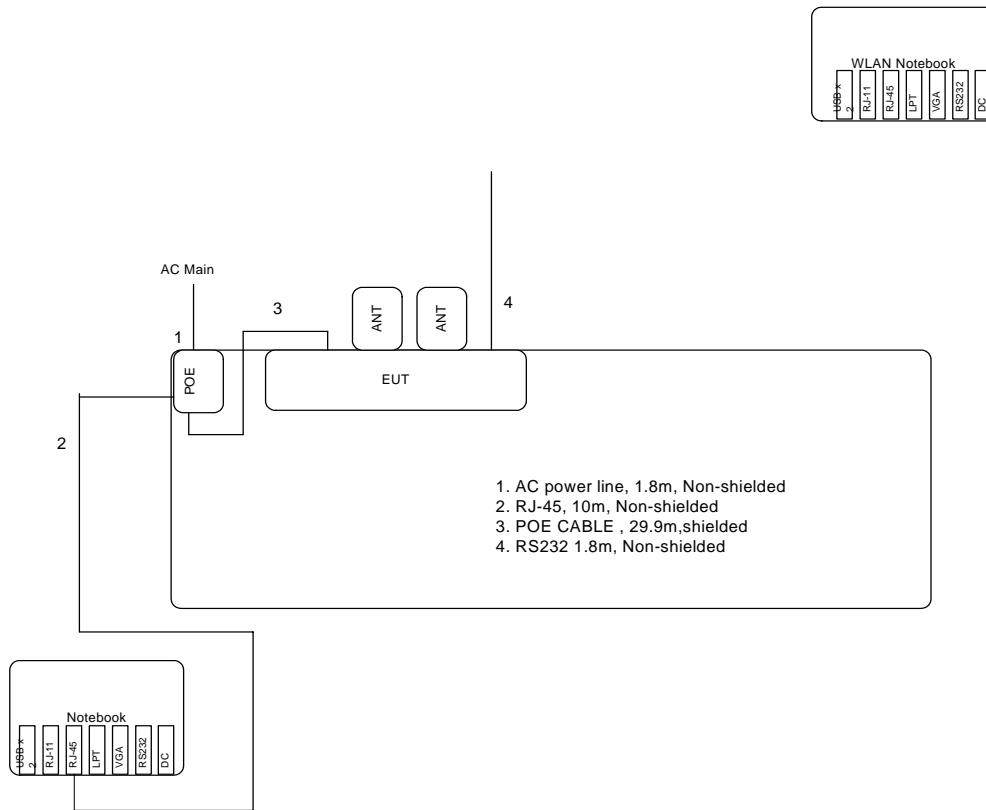 WLAN Notebook
USB x 2
RJ-11
RJ-45
LPT
VGA
RS232
DC
AC Main
1
3
ANT
ANT
4
POE
EUT
2
1. AC power line, 1.8m, Non-shielded
2. RJ-45, 10m, Non-shielded
3. POE CABLE , 29.9m,shielded
4. RS232 1.8m, Non-shielded
Notebook
USB x 2
RJ-11
RJ-45
LPT
VGA
RS232
DC